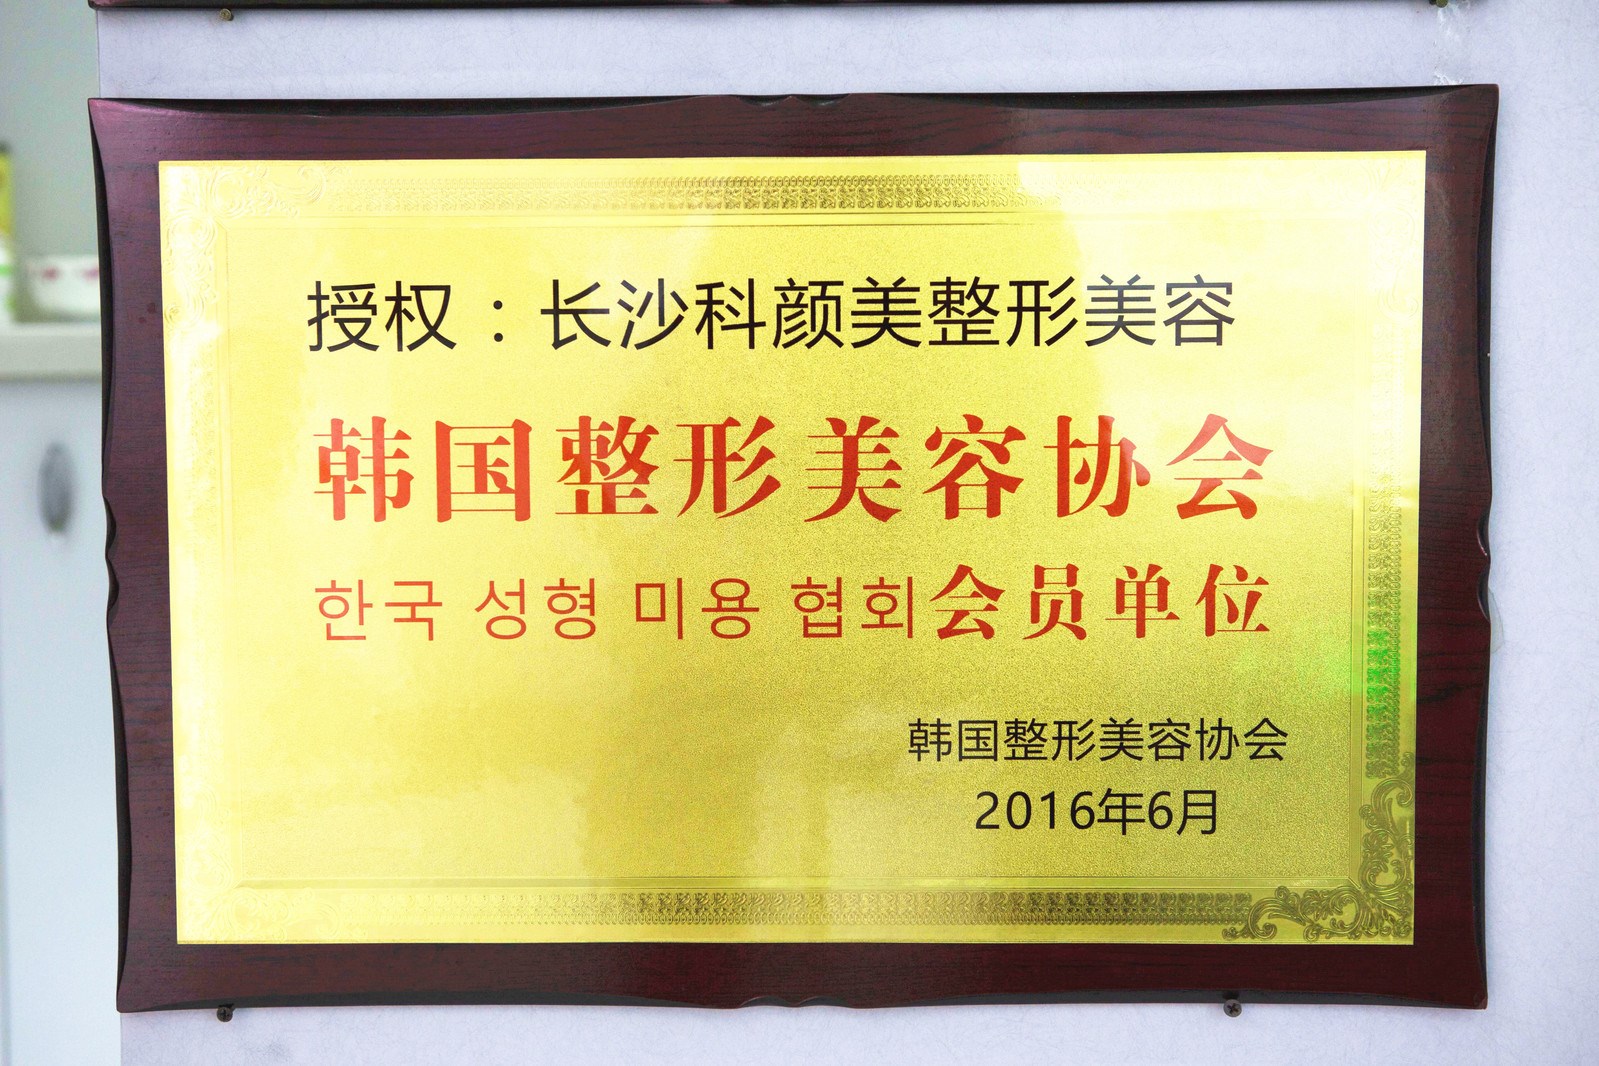 授权：长沙科颜美整形美容
韩国整形美容协会
한국 성형 미용 협회会员单位
韩国整形美容协会
2016年6月